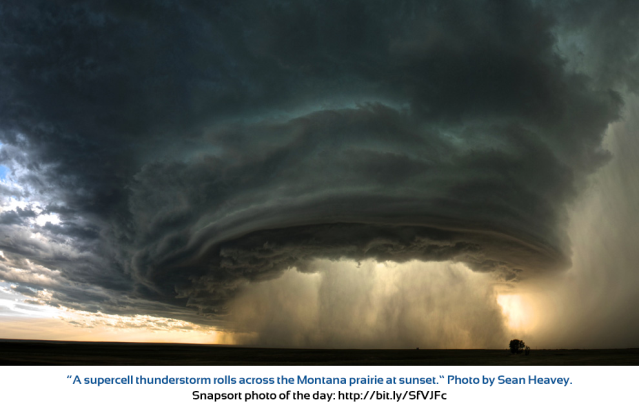 "A supercell thunderstorm rolls across the Montana prairie at sunset." Photo by Sean Heavey.
Snapsort photo of the day: http://bit.ly/SfVJFc